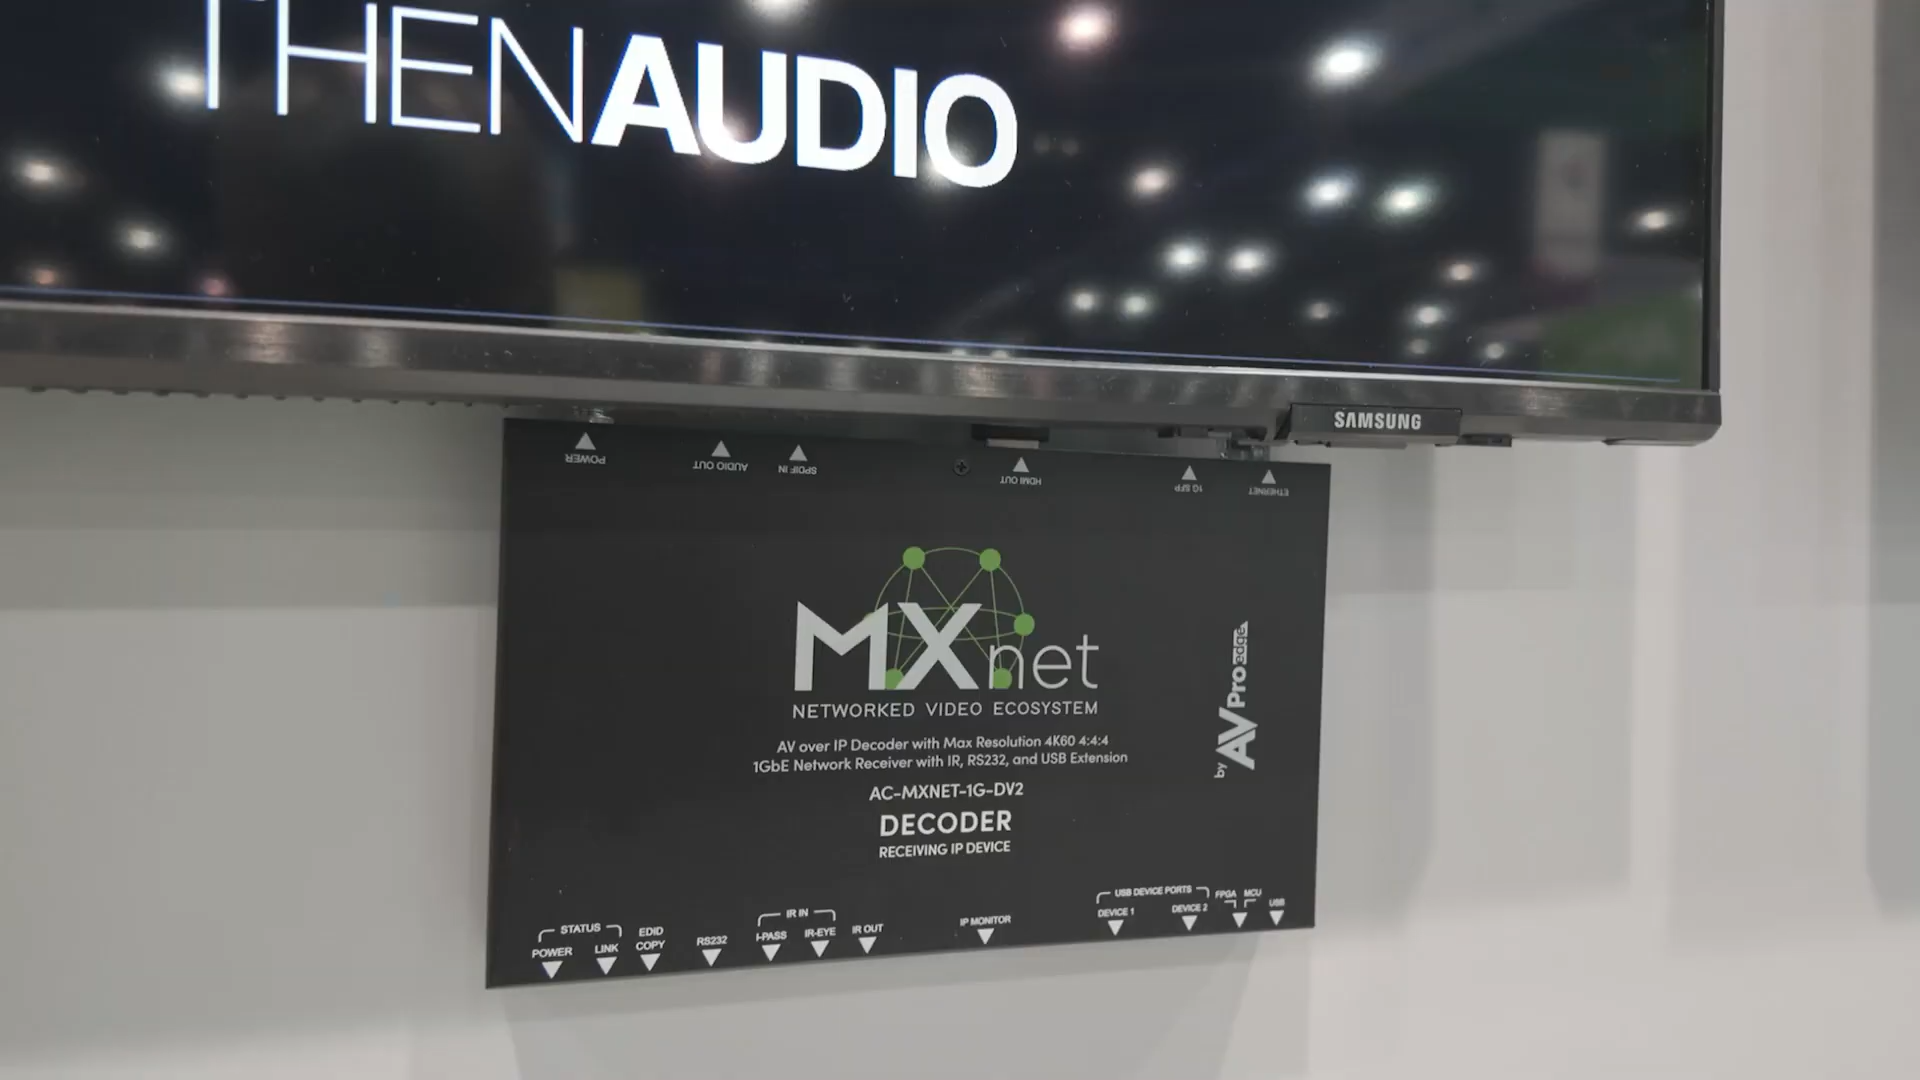 THENAUDIO
SAMSUNG
POWER
AUDIO OUT
SPDIF IN
HDMI OUT
1G SFP
ETHERNET
MXnet
NETWORKED VIDEO ECOSYSTEM
AV over IP Decoder with Max Resolution 4K60 4:4:4
1GbE Network Receiver with IR, RS232, and USB Extension
AC-MXNET-1G-DV2
DECODER
RECEIVING IP DEVICE
by AVPro edge
STATUS
POWER
LINK
EDID
COPY
RS232
IR IN
I-PASS
IR-EYE
IR OUT
IP MONITOR
USB DEVICE PORTS
DEVICE 1
DEVICE 2
FPGA
MCU
USB